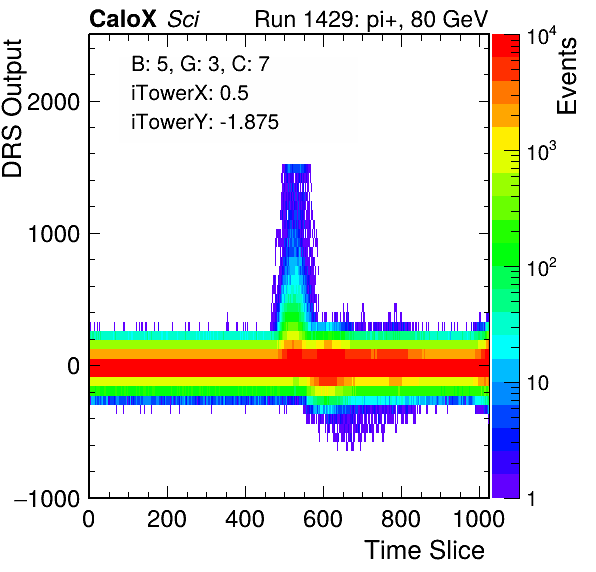 CaloX Sci Run 1429: pi+, 80 GeV
B: 5, G: 3, C: 7
iTowerX: 0.5
iTowerY: -1.875
DRS Output
2000
1000
0
−1000
0 200 400 600 800 1000
Time Slice
Events
10^4
10^3
10^2
10
1